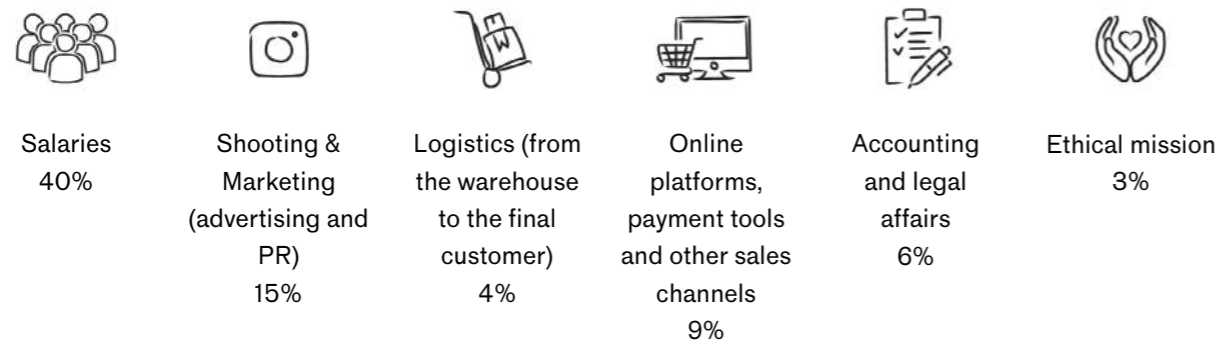 Salaries
40%
Shooting &
Marketing
(advertising and
PR)
15%
Logistics (from
the warehouse
to the final
customer)
4%
Online
platforms,
payment tools
and other sales
channels
9%
Accounting
and legal
affairs
6%
Ethical mission
3%